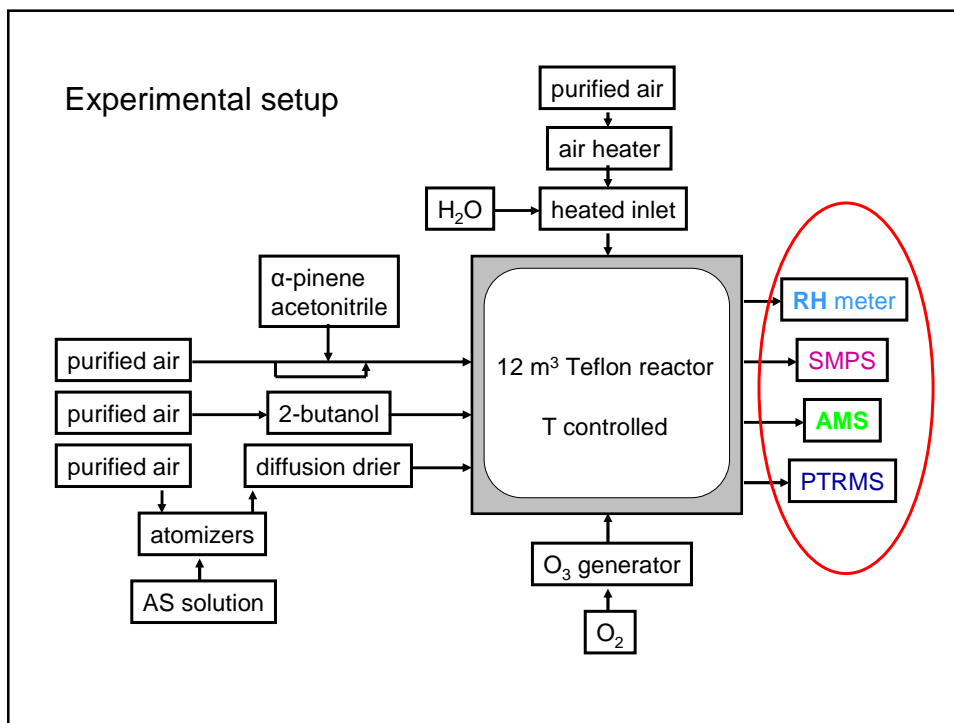 Experimental setup
purified air
air heater
H₂O
heated inlet
α-pinene
acetonitrile
purified air
purified air
2-butanol
purified air
diffusion drier
atomizers
AS solution
12 m³ Teflon reactor
T controlled
RH meter
SMPS
AMS
PTRMS
O₃ generator
O₂